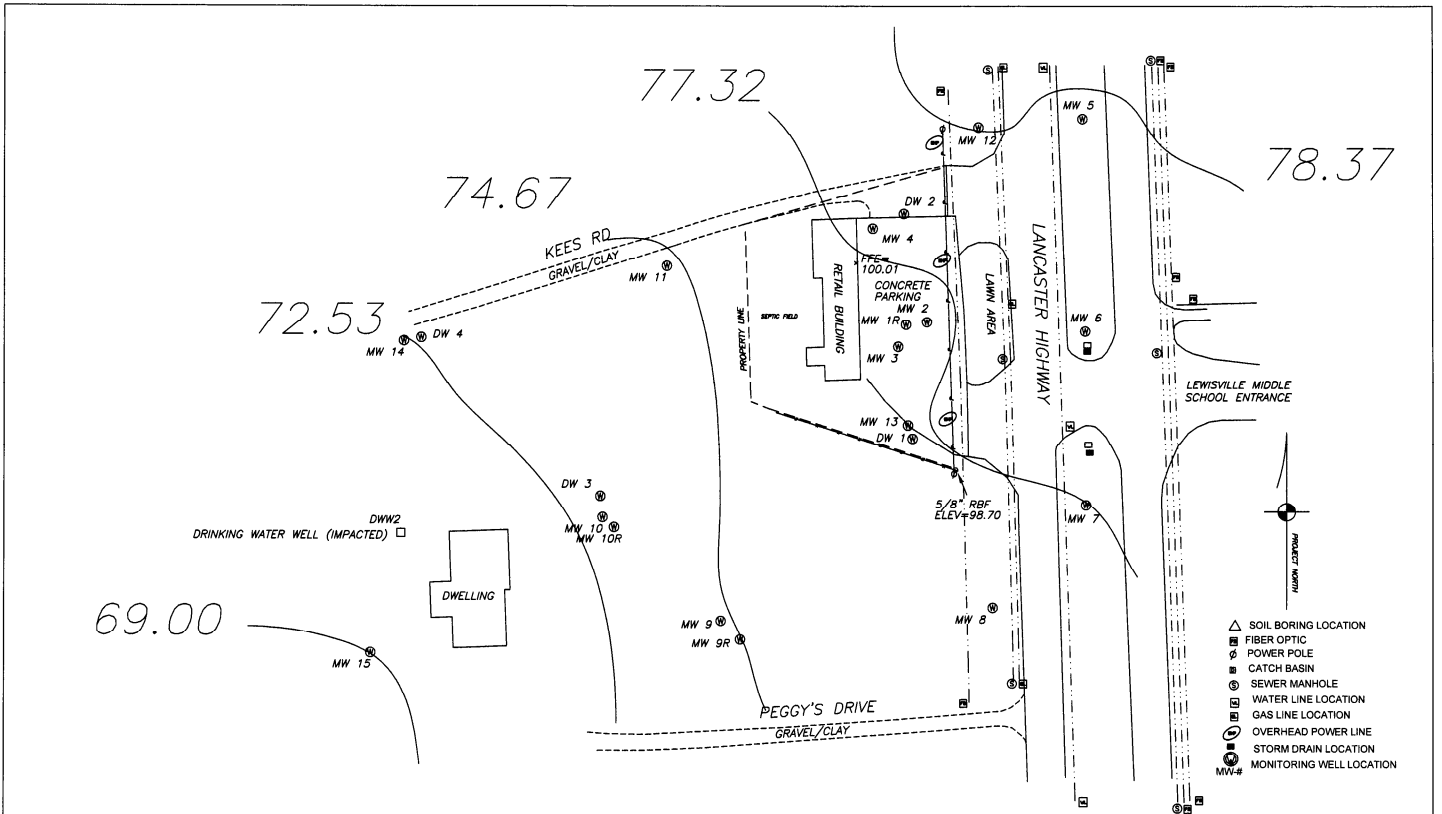 77.32
MW 5
MW 12
78.37
74.67
DW 2
KEES RD
GRAVEL/CLAY
MW 4
MW 11
FFE=
100.01
CONCRETE
PARKING
MW 2
MW 1R
MW 3
RETAIL BUILDING
SEPTIC FIELD
PROPERTY LINE
LAWN AREA
LANCASTER HIGHWAY
MW 6
72.53
DW 4
MW 14
LEWISVILLE MIDDLE
SCHOOL ENTRANCE
MW 13
DW 1
5/8" RBF
ELEV=98.70
MW 7
DW 3
MW 10
MW 10R
DWW2
DRINKING WATER WELL (IMPACTED)
DWELLING
PROJECT NORTH
69.00
MW 15
MW 9
MW 9R
MW 8
PEGGY'S DRIVE
GRAVEL/CLAY
SOIL BORING LOCATION
FIBER OPTIC
POWER POLE
CATCH BASIN
S SEWER MANHOLE
WATER LINE LOCATION
GAS LINE LOCATION
OVERHEAD POWER LINE
STORM DRAIN LOCATION
W MONITORING WELL LOCATION
MW-#